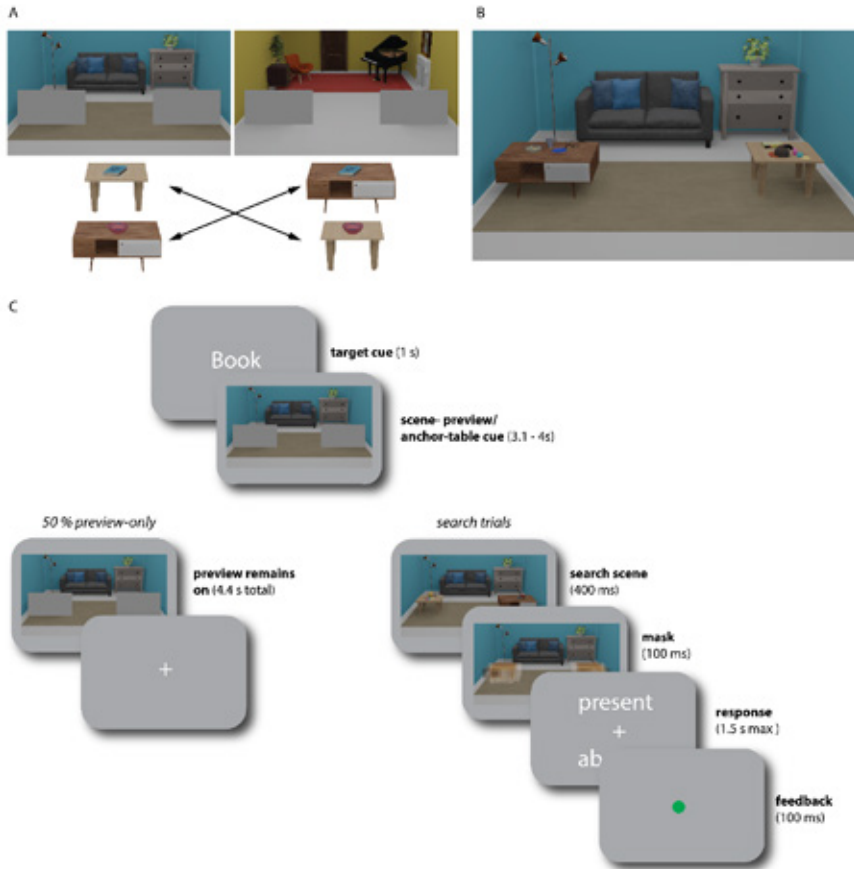 A
B
C
Book
target cue (1 s)
scene- preview/
anchor-table cue (3.1 - 4s)
50 % preview-only
search trials
preview remains
on (4.4 s total)
+
search scene
(400 ms)
mask
(100 ms)
present
+
ab
response
(1.5 s max )
feedback
(100 ms)